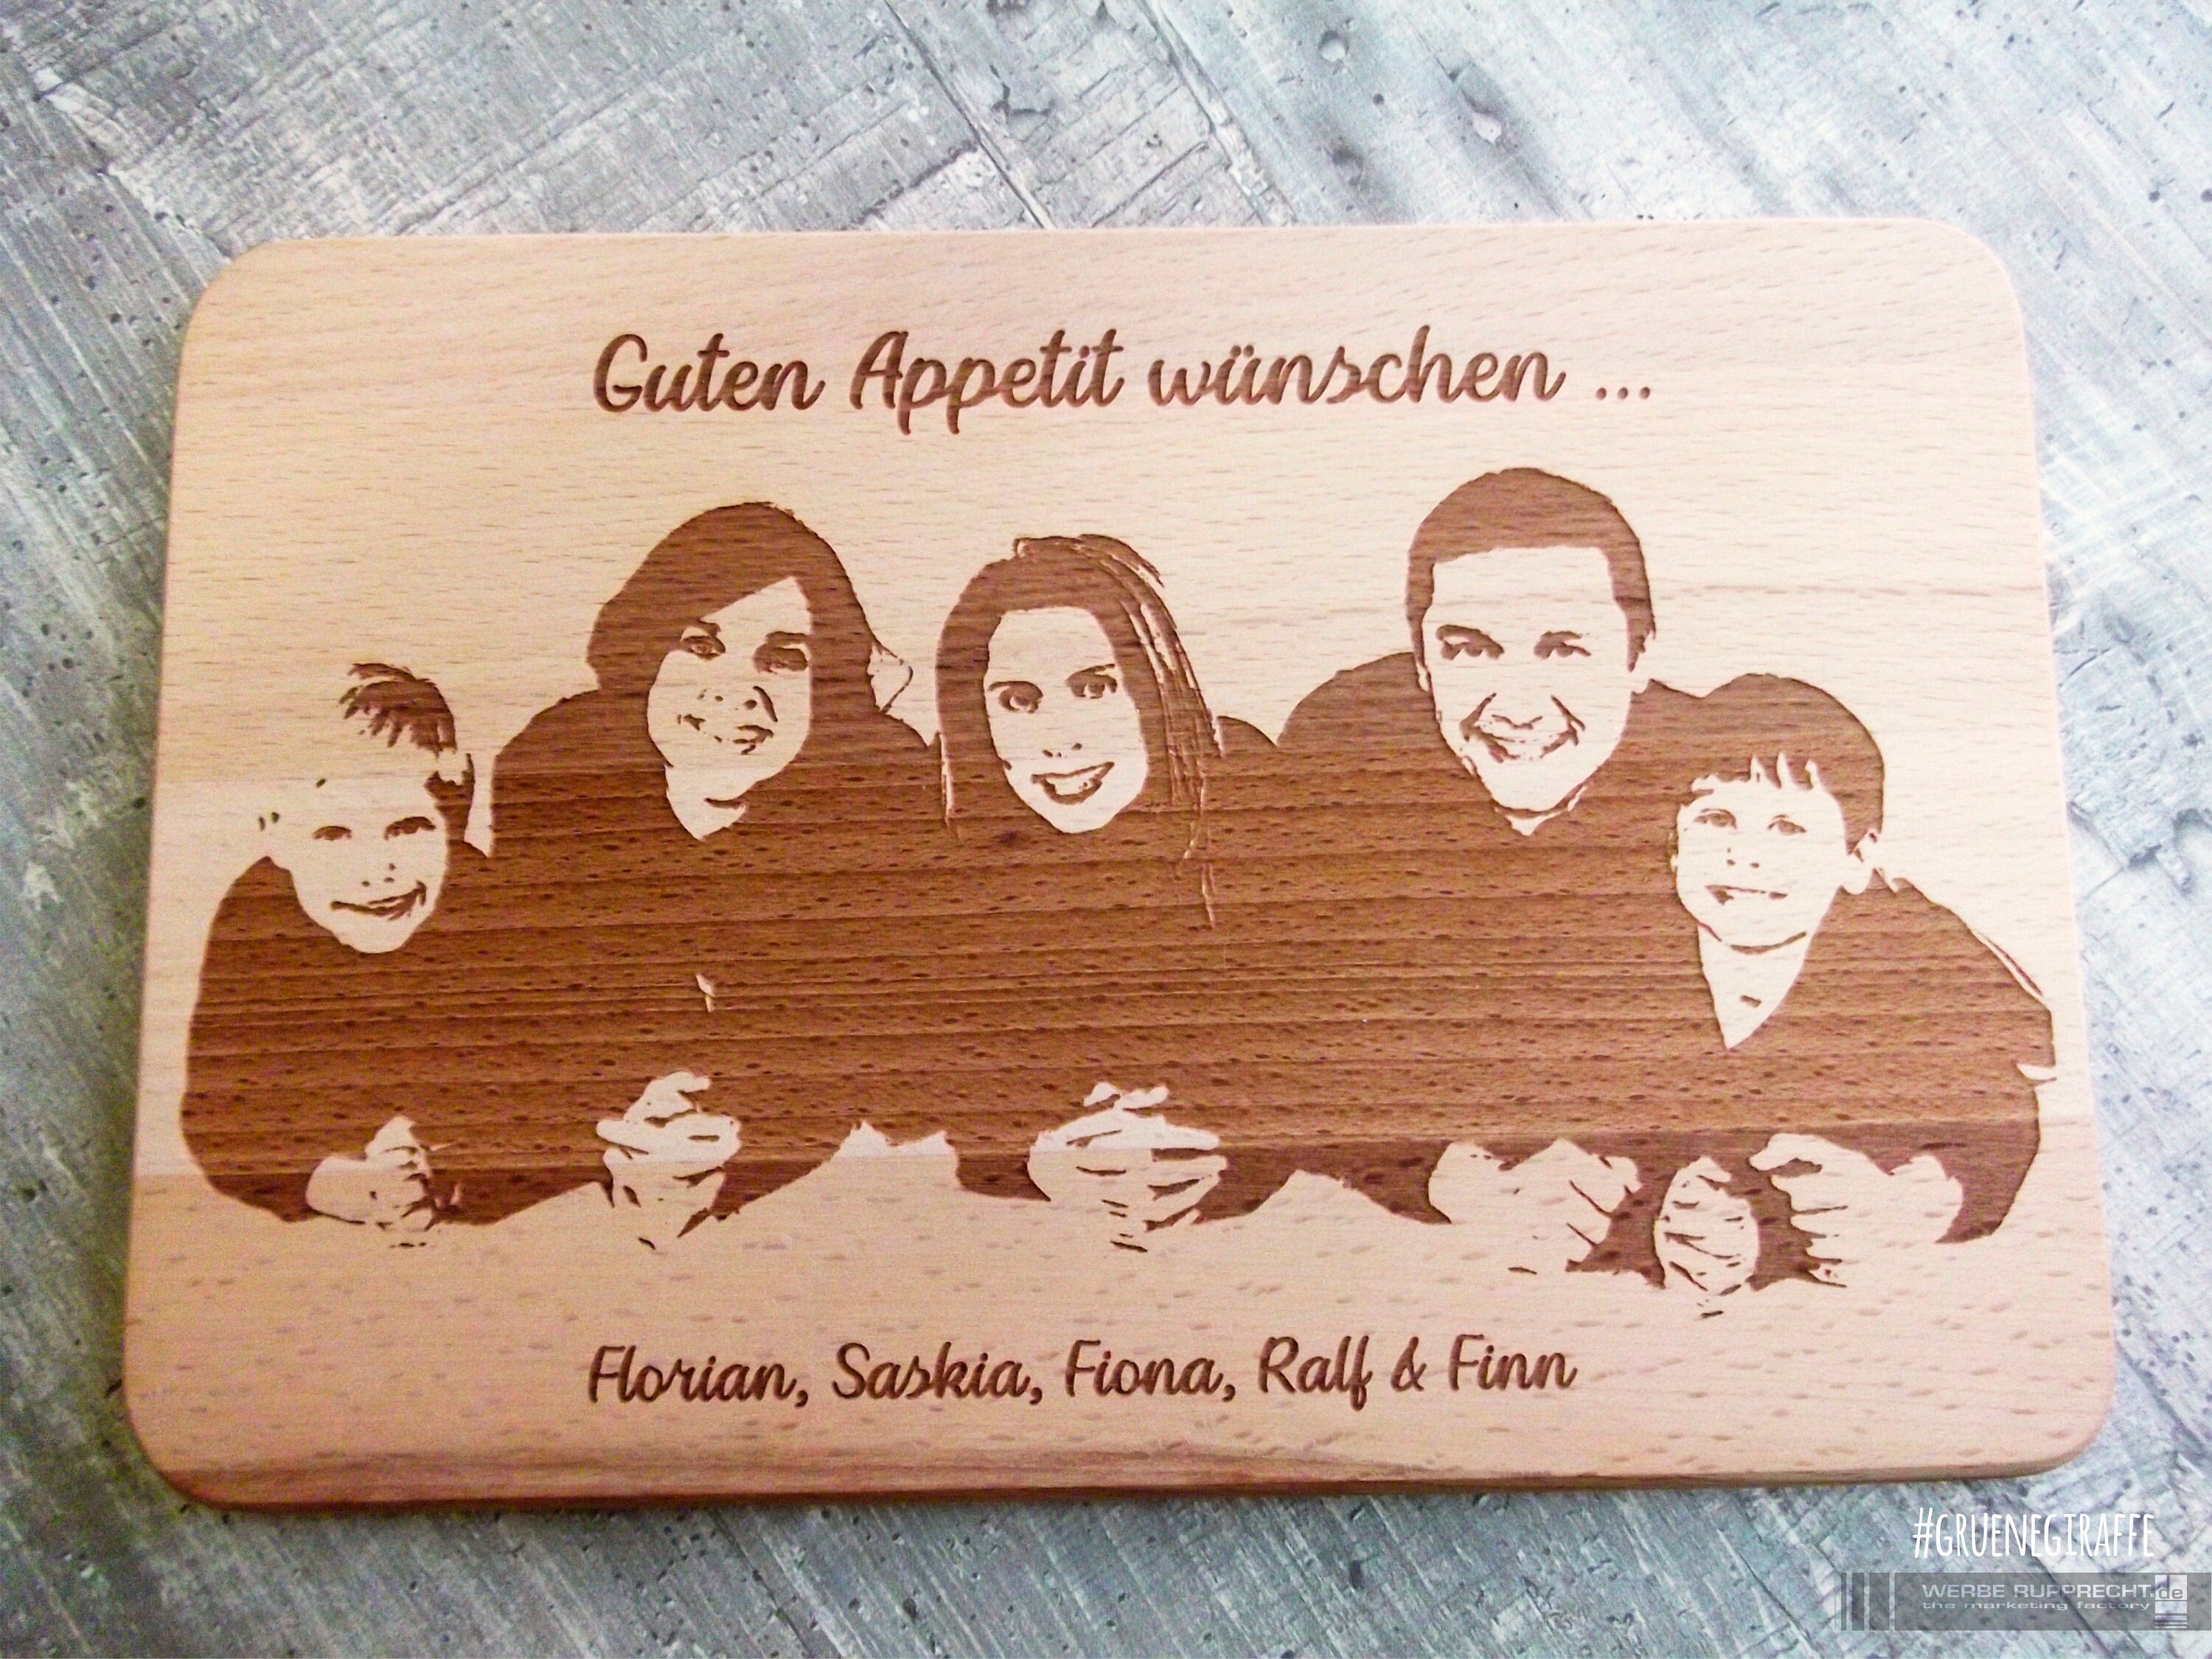 Guten Appetit wünschen ...
Florian, Saskia, Fiona, Ralf & Finn
#GRUENEGIRAFFE
WERBE RUPPRECHT.de
the marketing factory